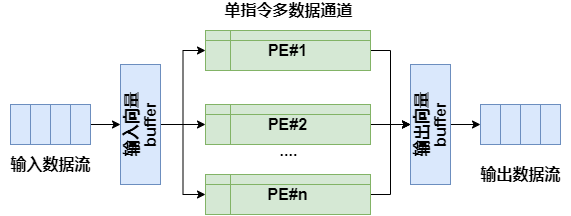 单指令多数据通道
PE#1
输入向量
buffer
输出向量
buffer
PE#2
....
输入数据流
输出数据流
PE#n